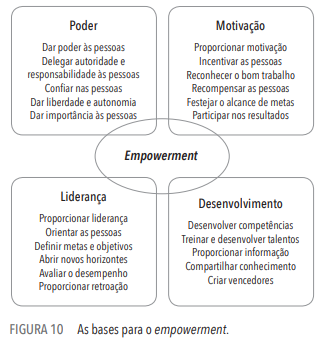 Poder
Dar poder às pessoas
Delegar autoridade e
responsabilidade às pessoas
Confiar nas pessoas
Dar liberdade e autonomia
Dar importância às pessoas
Motivação
Proporcionar motivação
Incentivar as pessoas
Reconhecer o bom trabalho
Recompensar as pessoas
Festejar o alcance de metas
Participar nos resultados
Empowerment
Liderança
Proporcionar liderança
Orientar as pessoas
Definir metas e objetivos
Abrir novos horizontes
Avaliar o desempenho
Proporcionar retroação
Desenvolvimento
Desenvolver competências
Treinar e desenvolver talentos
Proporcionar informação
Compartilhar conhecimento
Criar vencedores
FIGURA 10 As bases para o empowerment.